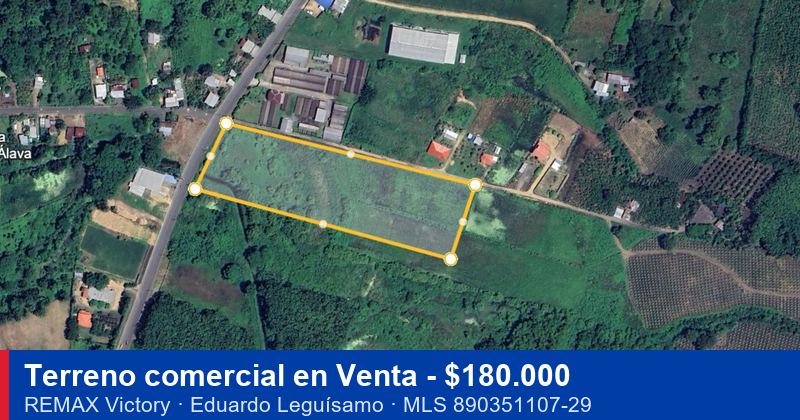 a
Álava
Terreno comercial en Venta - $180.000
REMAX Victory · Eduardo Leguísamo · MLS 890351107-29